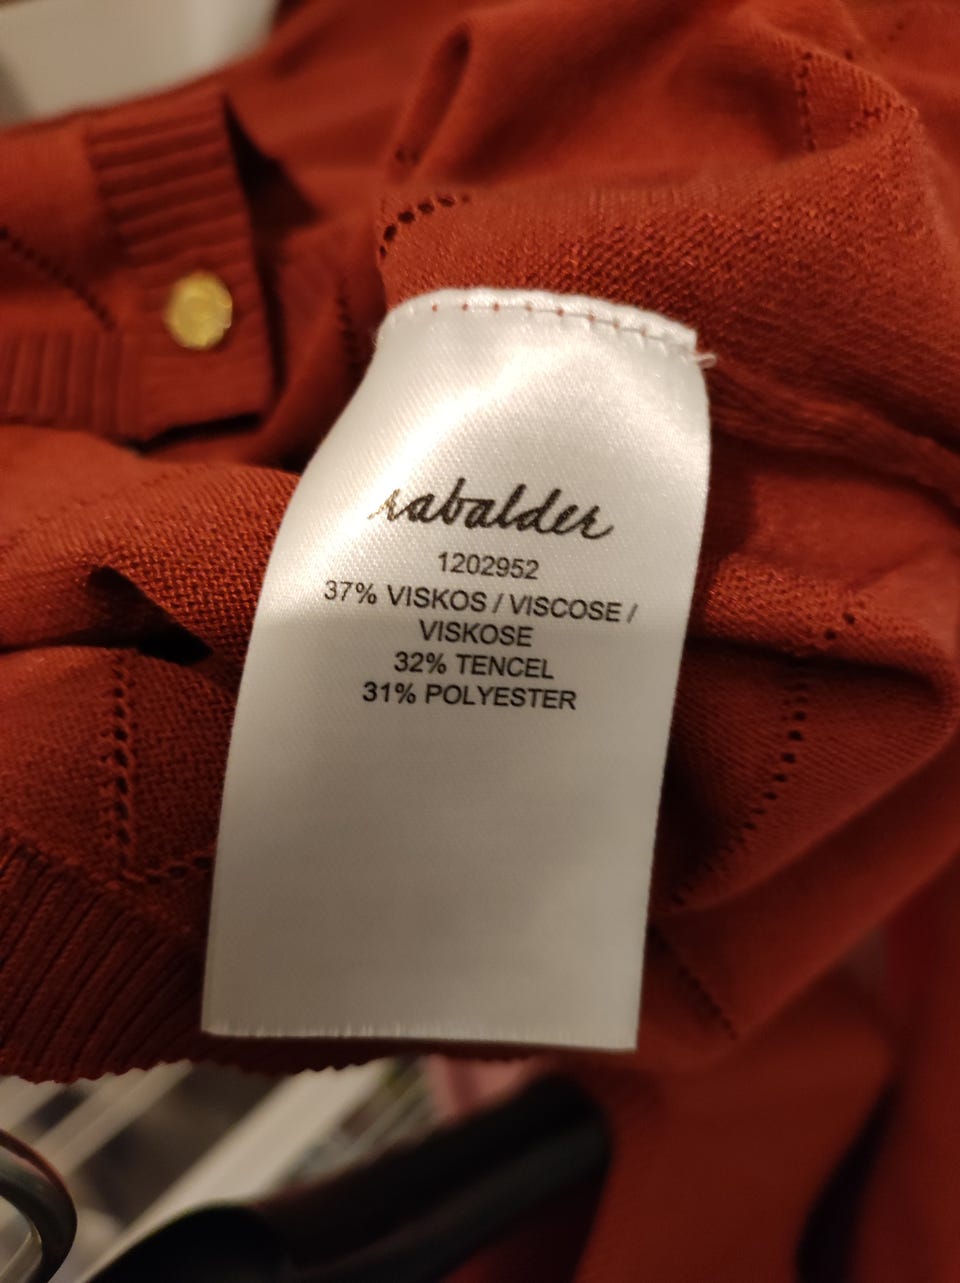 rabalder
1202952
37% VISKOS / VISCOSE /
VISKOSE
32% TENCEL
31% POLYESTER